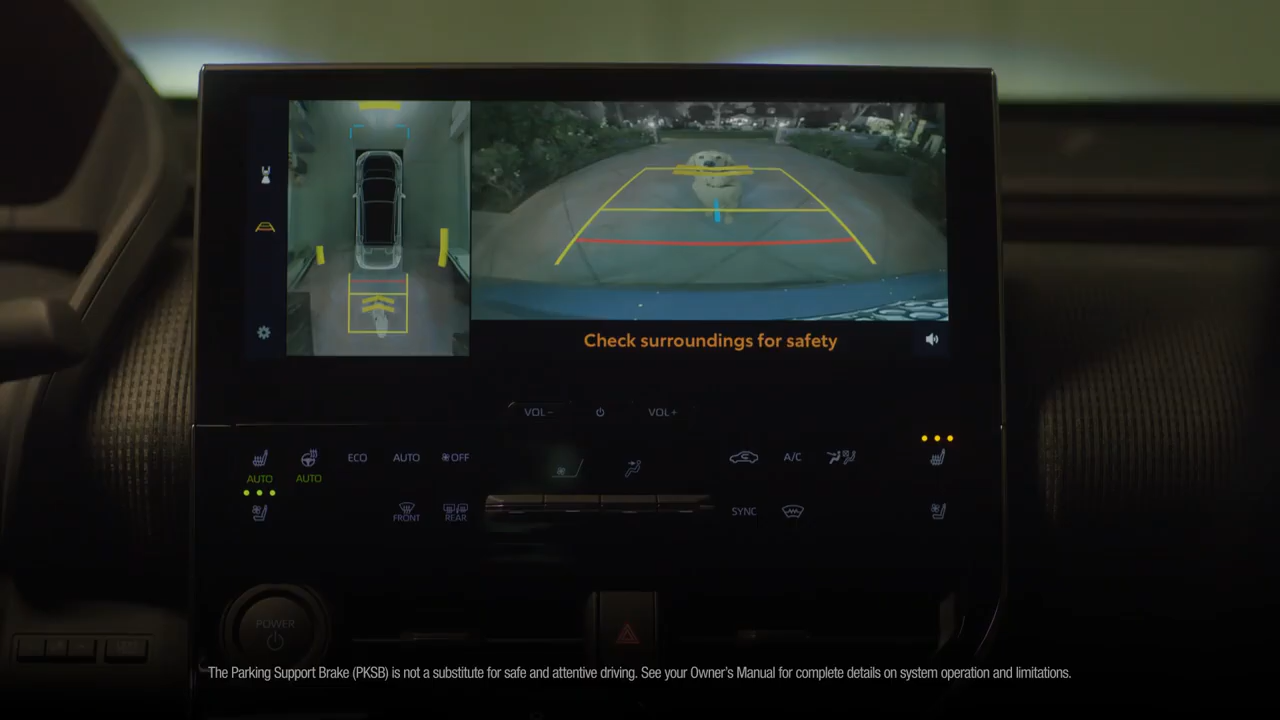 Check surroundings for safety
VOL−
VOL+
ECO
AUTO
OFF
A/C
AUTO
AUTO
FRONT
REAR
SYNC
POWER
The Parking Support Brake (PKSB) is not a substitute for safe and attentive driving. See your Owner's Manual for complete details on system operation and limitations.